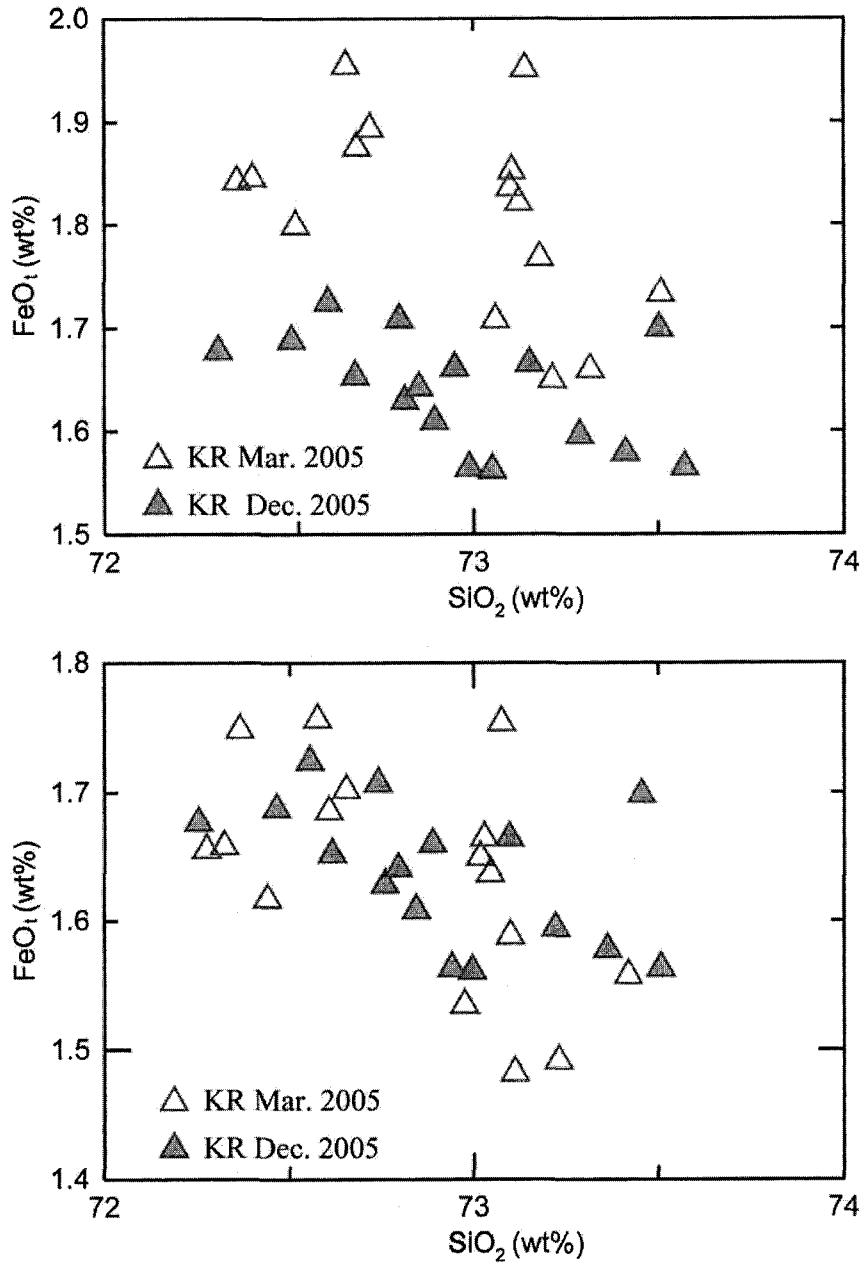 2.0
1.9
1.8
1.7
1.6
1.5
FeOt (wt%)
KR Mar. 2005
KR Dec. 2005
72
73
74
SiO2 (wt%)
1.8
1.7
1.6
1.5
1.4
FeOt (wt%)
KR Mar. 2005
KR Dec. 2005
72
73
74
SiO2 (wt%)